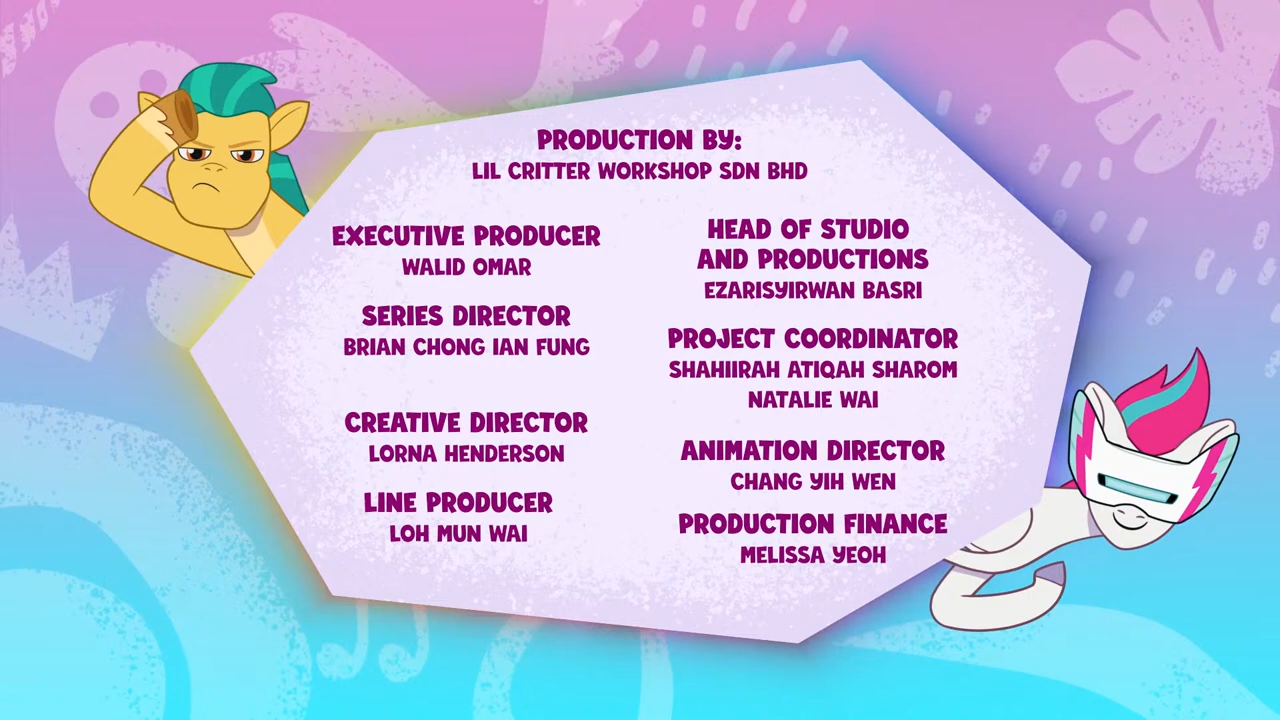 PRODUCTION BY:
LIL CRITTER WORKSHOP SDN BHD
EXECUTIVE PRODUCER
WALID OMAR
SERIES DIRECTOR
BRIAN CHONG IAN FUNG
CREATIVE DIRECTOR
LORNA HENDERSON
LINE PRODUCER
LOH MUN WAI
HEAD OF STUDIO
AND PRODUCTIONS
EZARISYIRWAN BASRI
PROJECT COORDINATOR
SHAHIIRAH ATIQAH SHAROM
NATALIE WAI
ANIMATION DIRECTOR
CHANG YIH WEN
PRODUCTION FINANCE
MELISSA YEOH